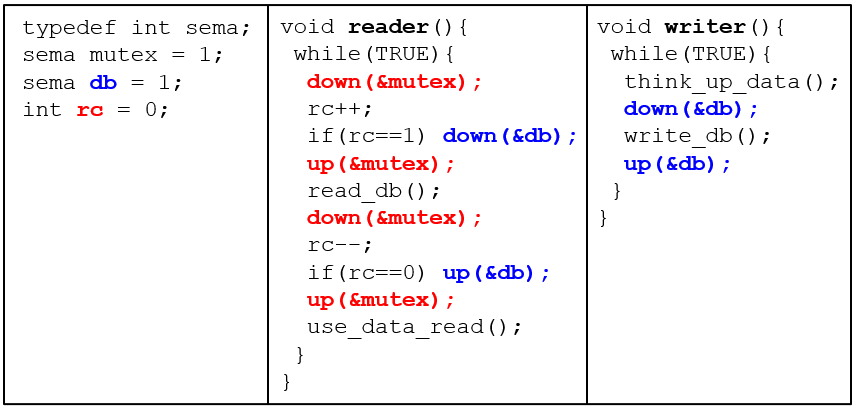 typedef int sema;
sema mutex = 1;
sema db = 1;
int rc = 0;
void reader(){
while(TRUE){
down(&mutex);
rc++;
if(rc==1) down(&db);
up(&mutex);
read_db();
down(&mutex);
rc--;
if(rc==0) up(&db);
up(&mutex);
use_data_read();
}
}
void writer(){
while(TRUE){
think_up_data();
down(&db);
write_db();
up(&db);
}
}